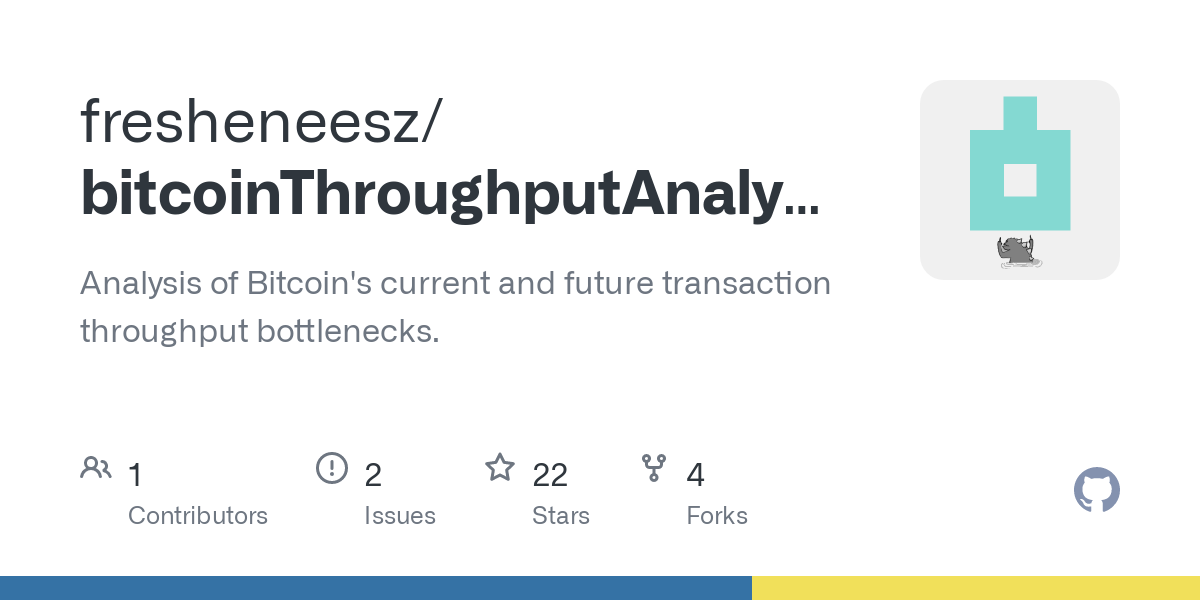 fresheneesz/
bitcoinThroughputAnaly...
Analysis of Bitcoin's current and future transaction
throughput bottlenecks.
1
Contributors
2
Issues
22
Stars
4
Forks